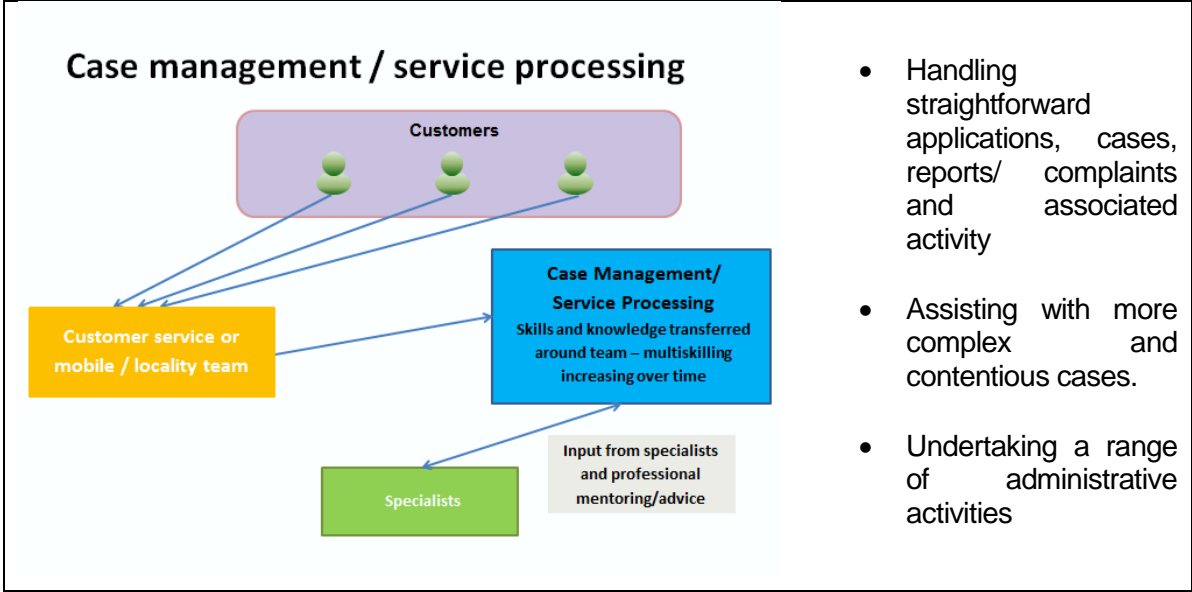 Case management / service processing
Customers
Customer service or
mobile / locality team
Case Management/
Service Processing
Skills and knowledge transferred
around team – multiskilling
increasing over time
Input from specialists
and professional
mentoring/advice
Specialists
• Handling
straightforward
applications, cases,
reports/ complaints
and associated
activity
• Assisting with more
complex and
contentious cases.
• Undertaking a range
of administrative
activities